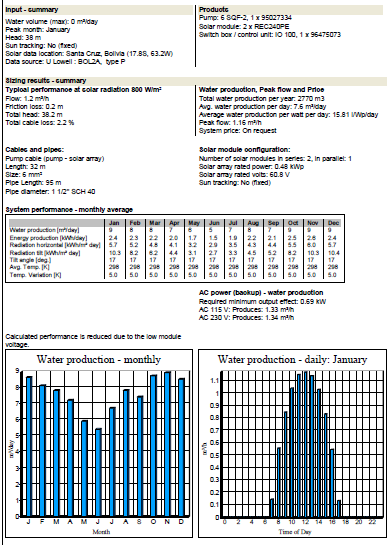 Input - summary
Water volume (max): 0 m³/day
Peak month: January
Head: 38 m
Sun tracking: No (fixed)
Solar data location: Santa Cruz, Bolivia (17.8S, 63.2W)
Data source: U Lowell : BOL2A, type P
Products
Pump: 6 SQF-2, 1 x 95027334
Solar module: 2 x REC240PE
Switch box / control unit: IO 100, 1 x 96475073
Sizing results - summary
Typical performance at solar radiation 800 W/m²
Flow: 1.2 m³/h
Friction loss: 0.2 m
Total head: 38.2 m
Total cable loss: 2.2 %
Water production, Peak flow and Price
Total water production per year: 2770 m3
Avg. water production per day: 7.6 m³/day
Average water production per watt per day: 15.81 l/Wp/day
Peak flow: 1.16 m³/h
System price: On request
Cables and pipes:
Pump cable (pump - solar array)
Length: 32 m
Size: 6 mm²
Pipe Length: 95 m
Pipe diameter: 1 1/2" SCH 40
Solar module configuration:
Number of solar modules in series: 2, in parallel: 1
Solar array rated power: 0.48 kWp
Solar array rated volts: 60.8 V
Sun tracking: No (fixed)
System performance - monthly average
Jan Feb Mar Apr May Jun Jul Aug Sep Oct Nov Dec
Water production [m³/day] 9 8 8 7 6 5 7 8 7 9 9 9
Energy production [kWh/day] 2.4 2.3 2.2 2.0 1.7 1.5 1.9 2.2 2.1 2.5 2.6 2.4
Radiation horizontal [kWh/m² day] 5.7 5.2 4.8 4.1 3.2 2.9 3.5 4.3 4.4 5.5 6.0 5.7
Radiation tilt [kWh/m² day] 10.3 8.2 6.2 4.4 3.1 2.7 3.3 4.5 5.2 8.2 10.3 10.4
Tilt angle [deg.] 17 17 17 17 17 17 17 17 17 17 17 17
Avg. Temp. [K] 298 298 298 298 298 298 298 298 298 298 298 298
Temp. Variation [K] 5.0 5.0 5.0 5.0 5.0 5.0 5.0 5.0 5.0 5.0 5.0 5.0
AC power (backup) - water production
Required minimum output effect: 0.69 kW
AC 115 V: Produces: 1.33 m³/h
AC 230 V: Produces: 1.34 m³/h
Calculated performance is reduced due to the low module
voltage.
Water production - monthly
m³/day
9
8
7
6
5
4
3
2
1
0
J F M A M J J A S O N D
Month
Water production - daily: January
m³/h
1.1
1
0.9
0.8
0.7
0.6
0.5
0.4
0.3
0.2
0.1
0
0 2 4 6 8 10 12 14 16 18 20 22
Time of Day